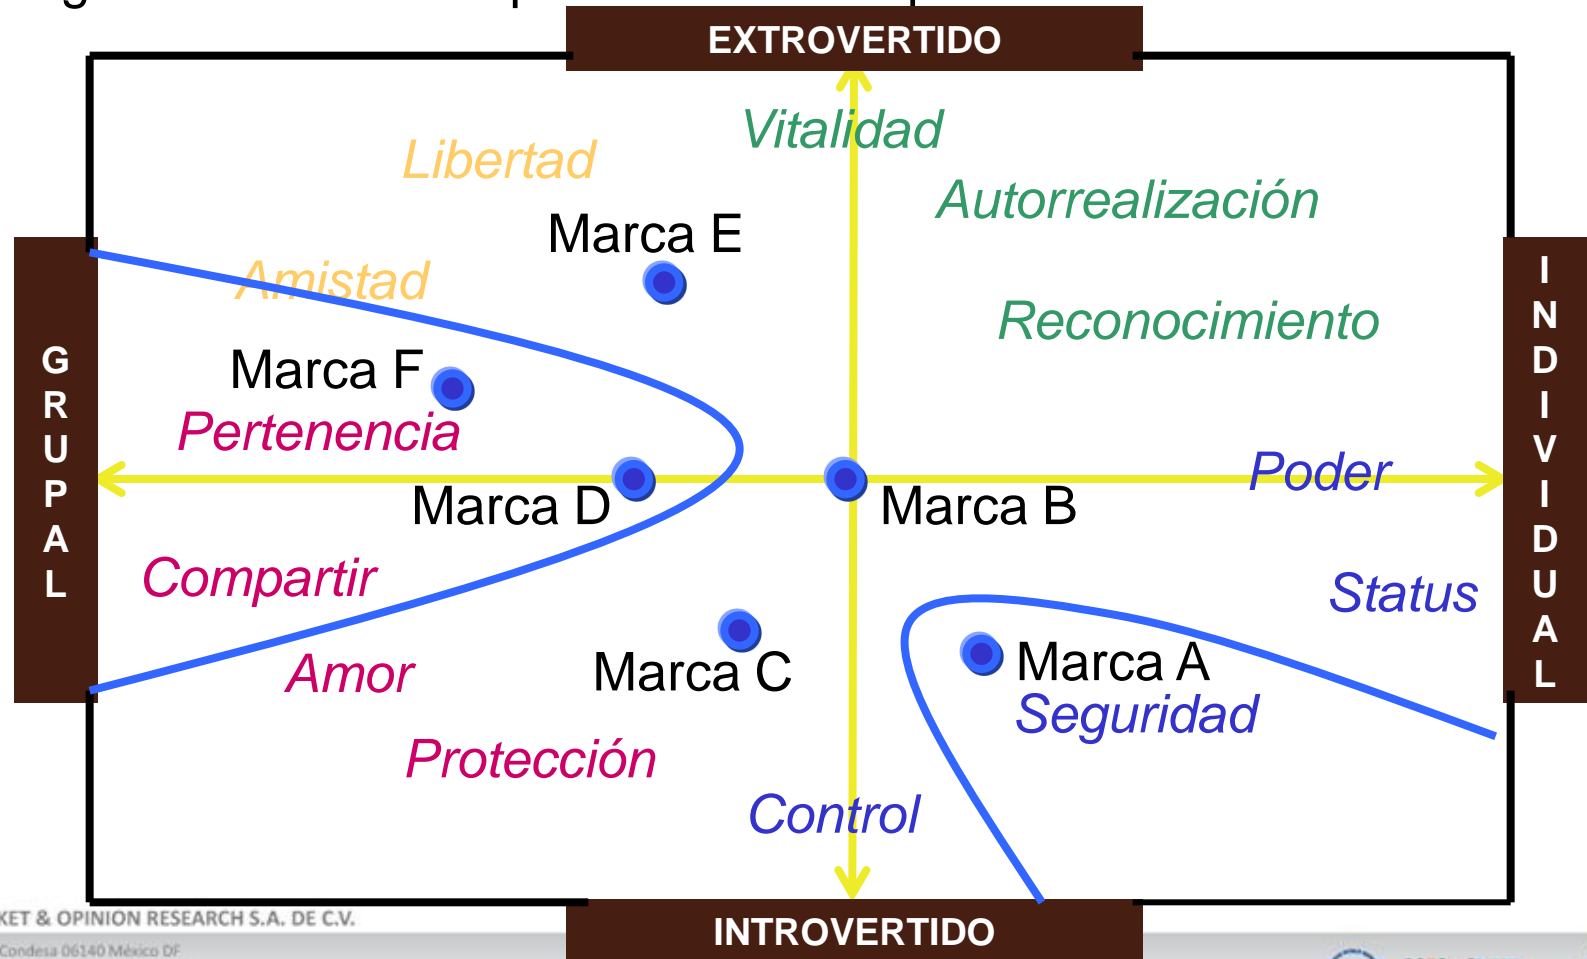 EXTROVERTIDO
Vitalidad
Libertad
Autorrealización
Marca E
Amistad
Reconocimiento
GRUPAL
INDIVIDUAL
Marca F
Pertenencia
Poder
Marca D
Marca B
Compartir
Status
Marca C
Marca A
Amor
Seguridad
Protección
Control
KET & OPINION RESEARCH S.A. DE C.V.
INTROVERTIDO
Condesa 06140 México DF